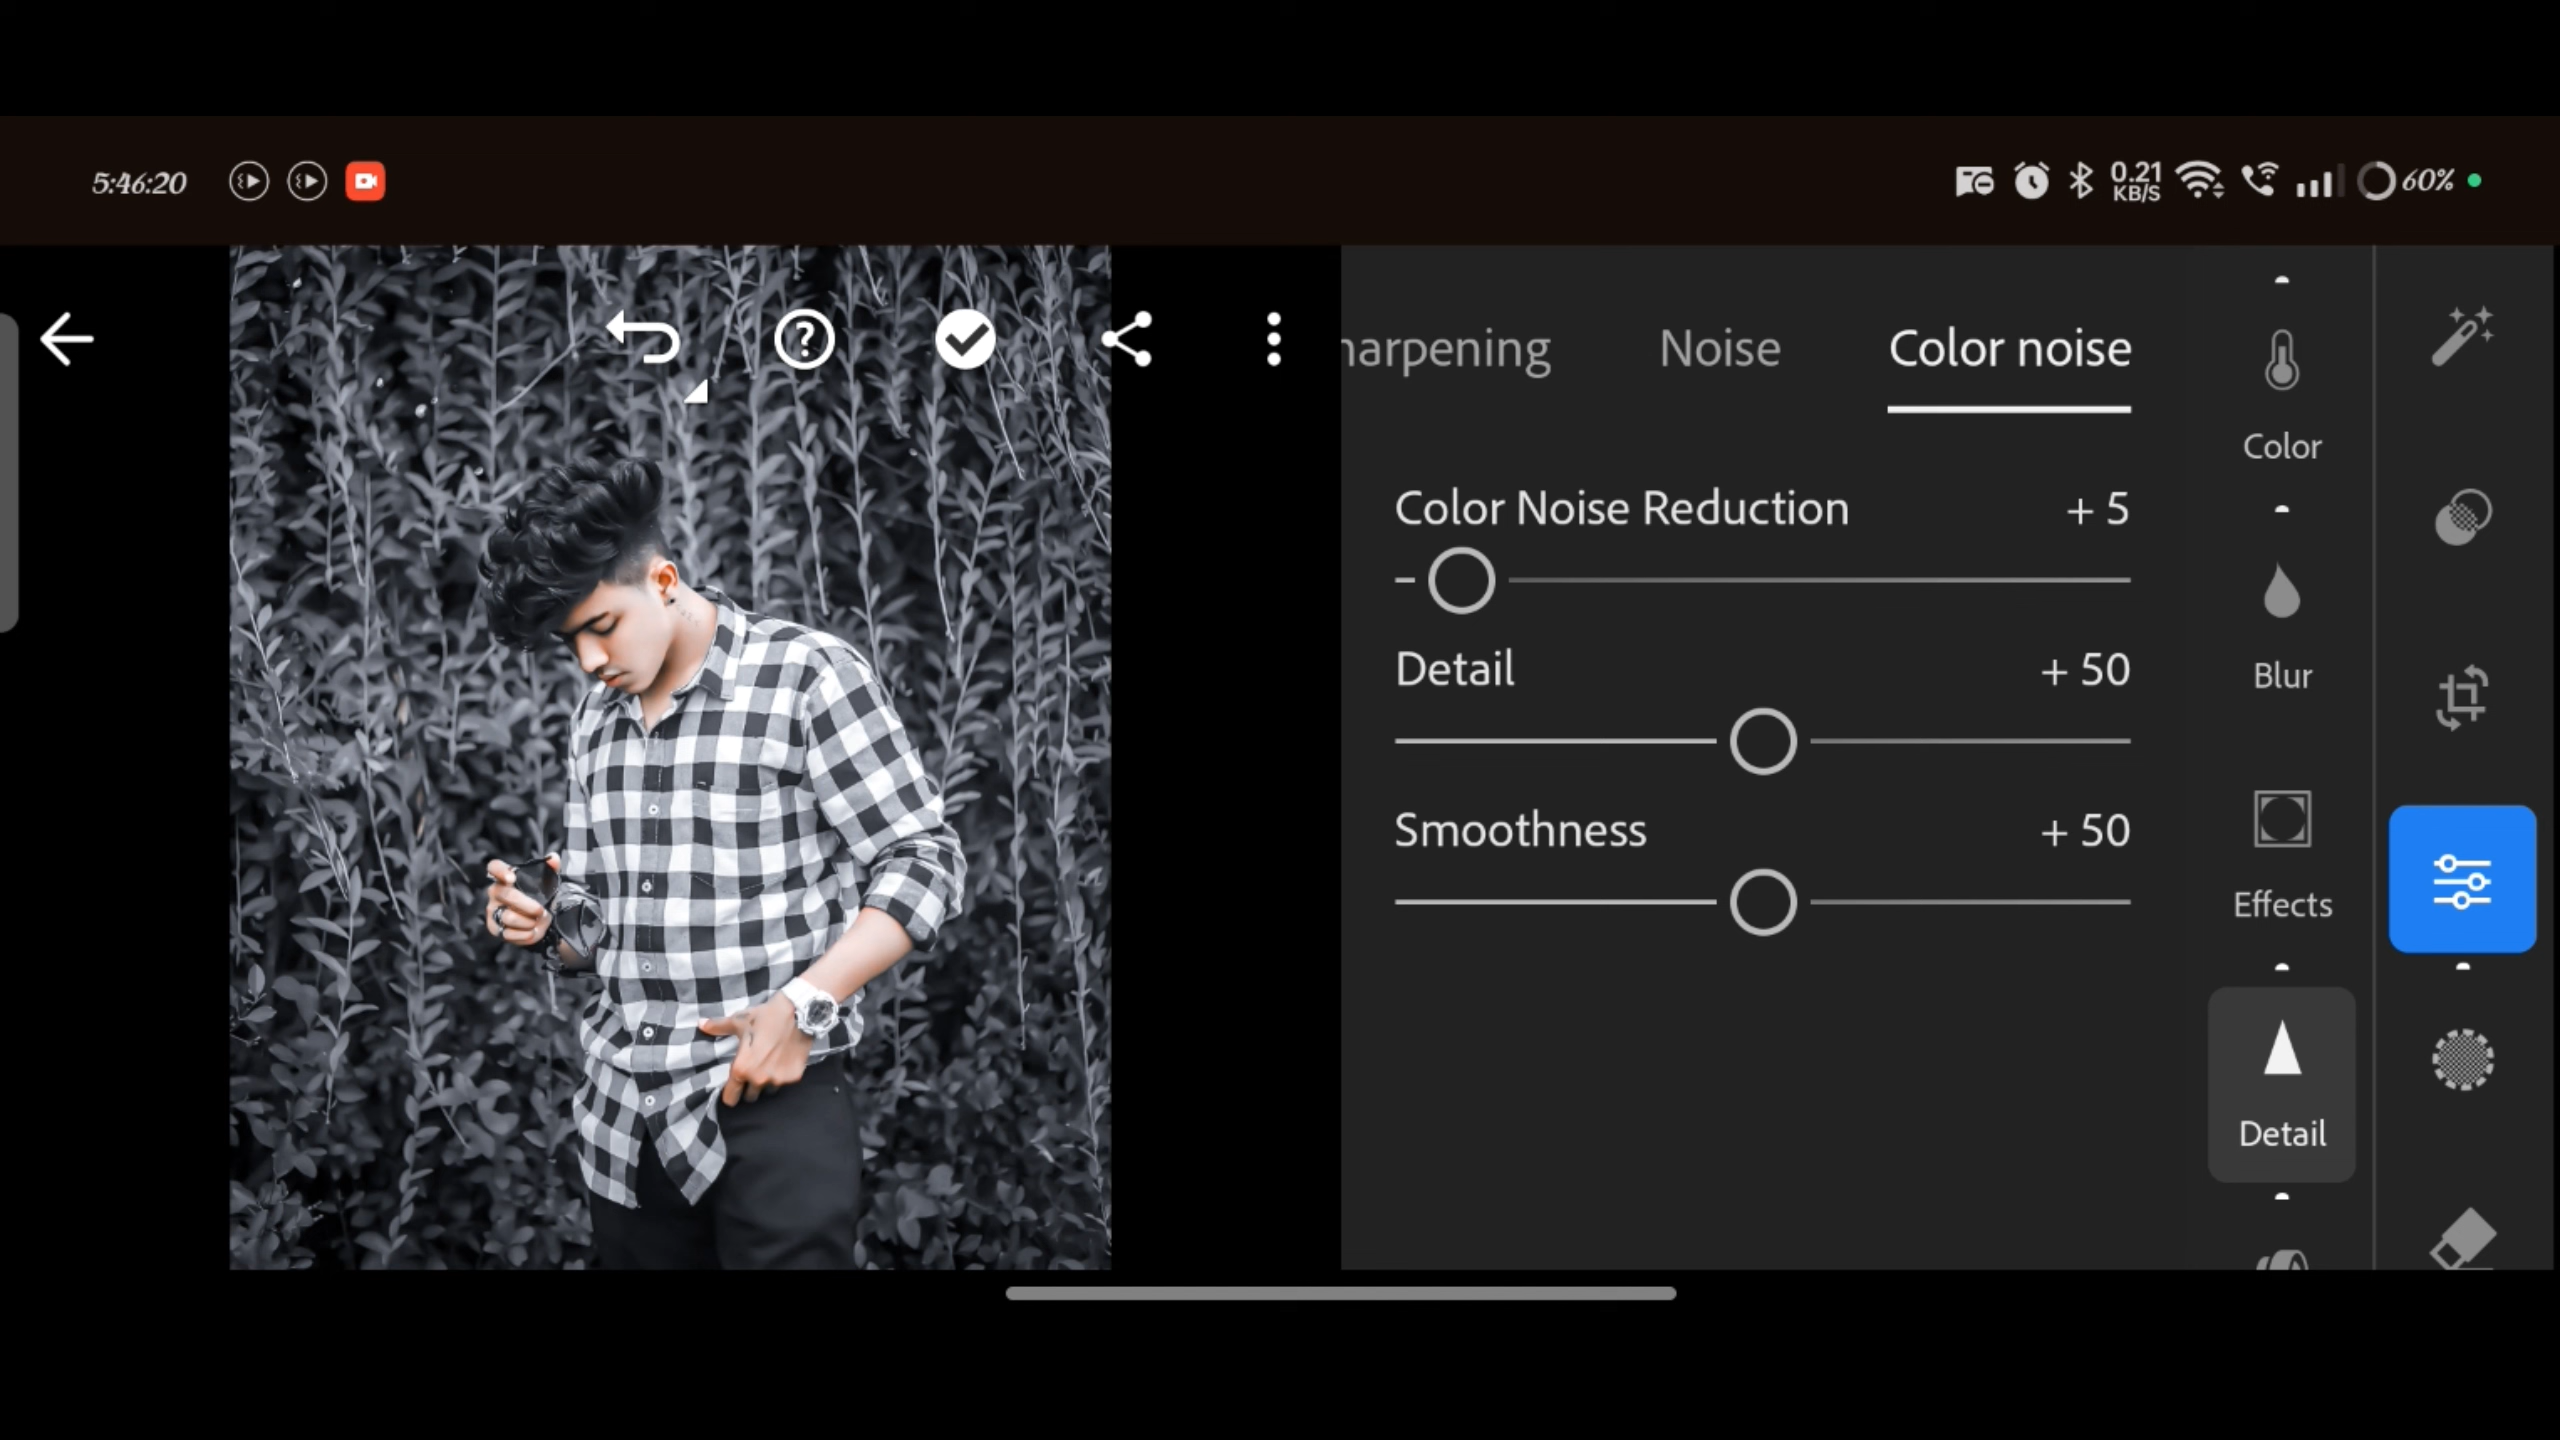 5:46:20
0.21
KB/S
60%
harpening Noise Color noise
Color Noise Reduction + 5
Detail + 50
Smoothness + 50
Color
Blur
Effects
Detail